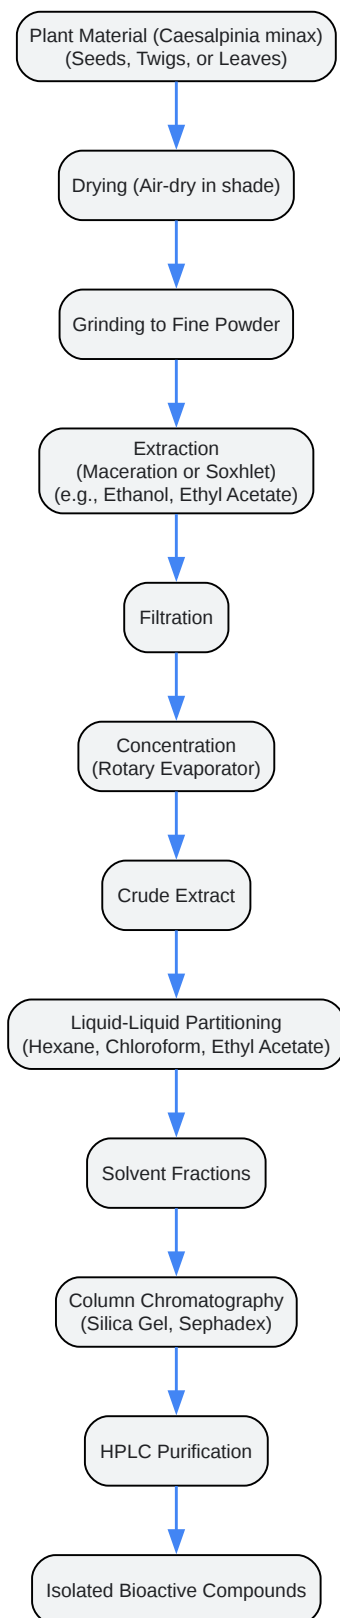 Plant Material (Caesalpinia minax)
(Seeds, Twigs, or Leaves)
Drying (Air-dry in shade)
Grinding to Fine Powder
Extraction
(Maceration or Soxhlet)
(e.g., Ethanol, Ethyl Acetate)
Filtration
Concentration
(Rotary Evaporator)
Crude Extract
Liquid-Liquid Partitioning
(Hexane, Chloroform, Ethyl Acetate)
Solvent Fractions
Column Chromatography
(Silica Gel, Sephadex)
HPLC Purification
Isolated Bioactive Compounds